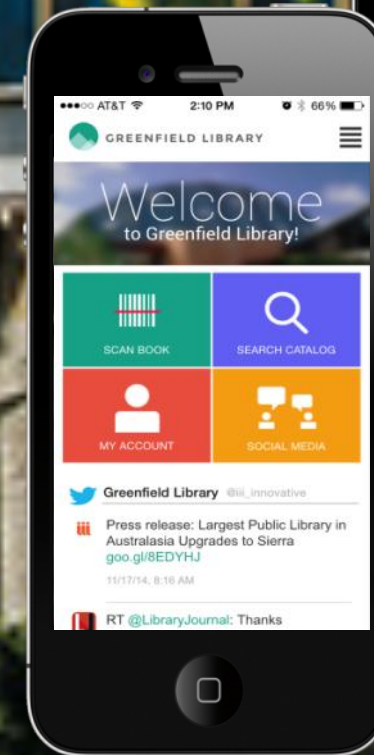 AT&T 2:10 PM 66%
GREENFIELD LIBRARY
Welcome
to Greenfield Library!
SCAN BOOK
SEARCH CATALOG
MY ACCOUNT
SOCIAL MEDIA
Greenfield Library @iii_innovative
iii
Press release: Largest Public Library in
Australasia Upgrades to Sierra
goo.gl/8EDYHJ
11/17/14, 8:16 AM
RT @LibraryJournal: Thanks